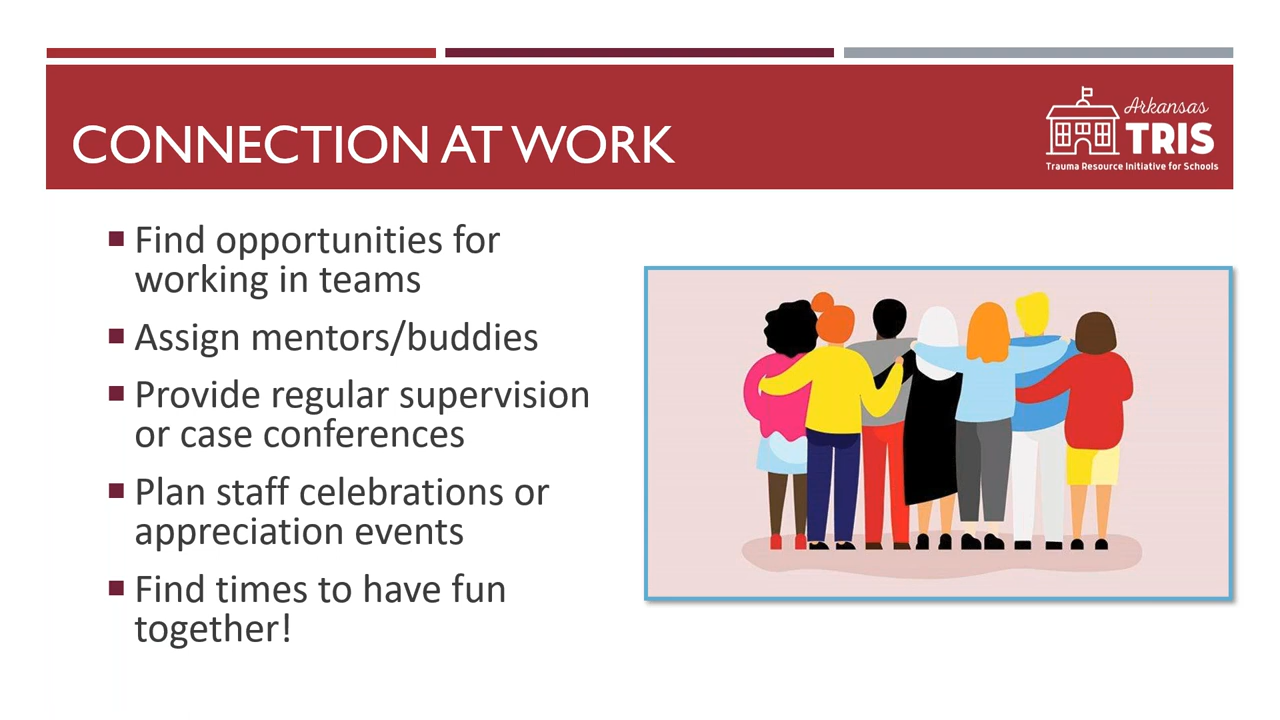 CONNECTION AT WORK
Arkansas
TRIS
Trauma Resource Initiative for Schools
▪ Find opportunities for
working in teams
▪ Assign mentors/buddies
▪ Provide regular supervision
or case conferences
▪ Plan staff celebrations or
appreciation events
▪ Find times to have fun
together!